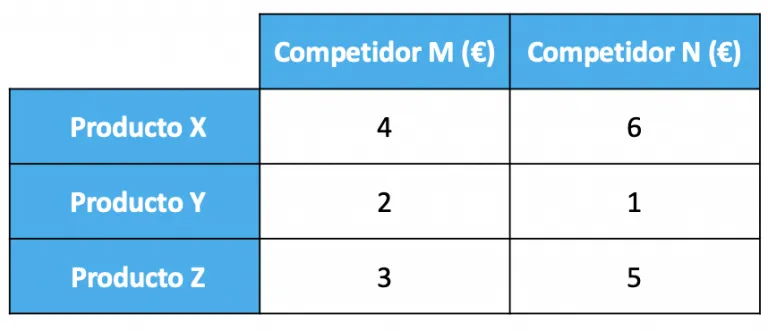 Competidor M (€) Competidor N (€)
Producto X 4 6
Producto Y 2 1
Producto Z 3 5